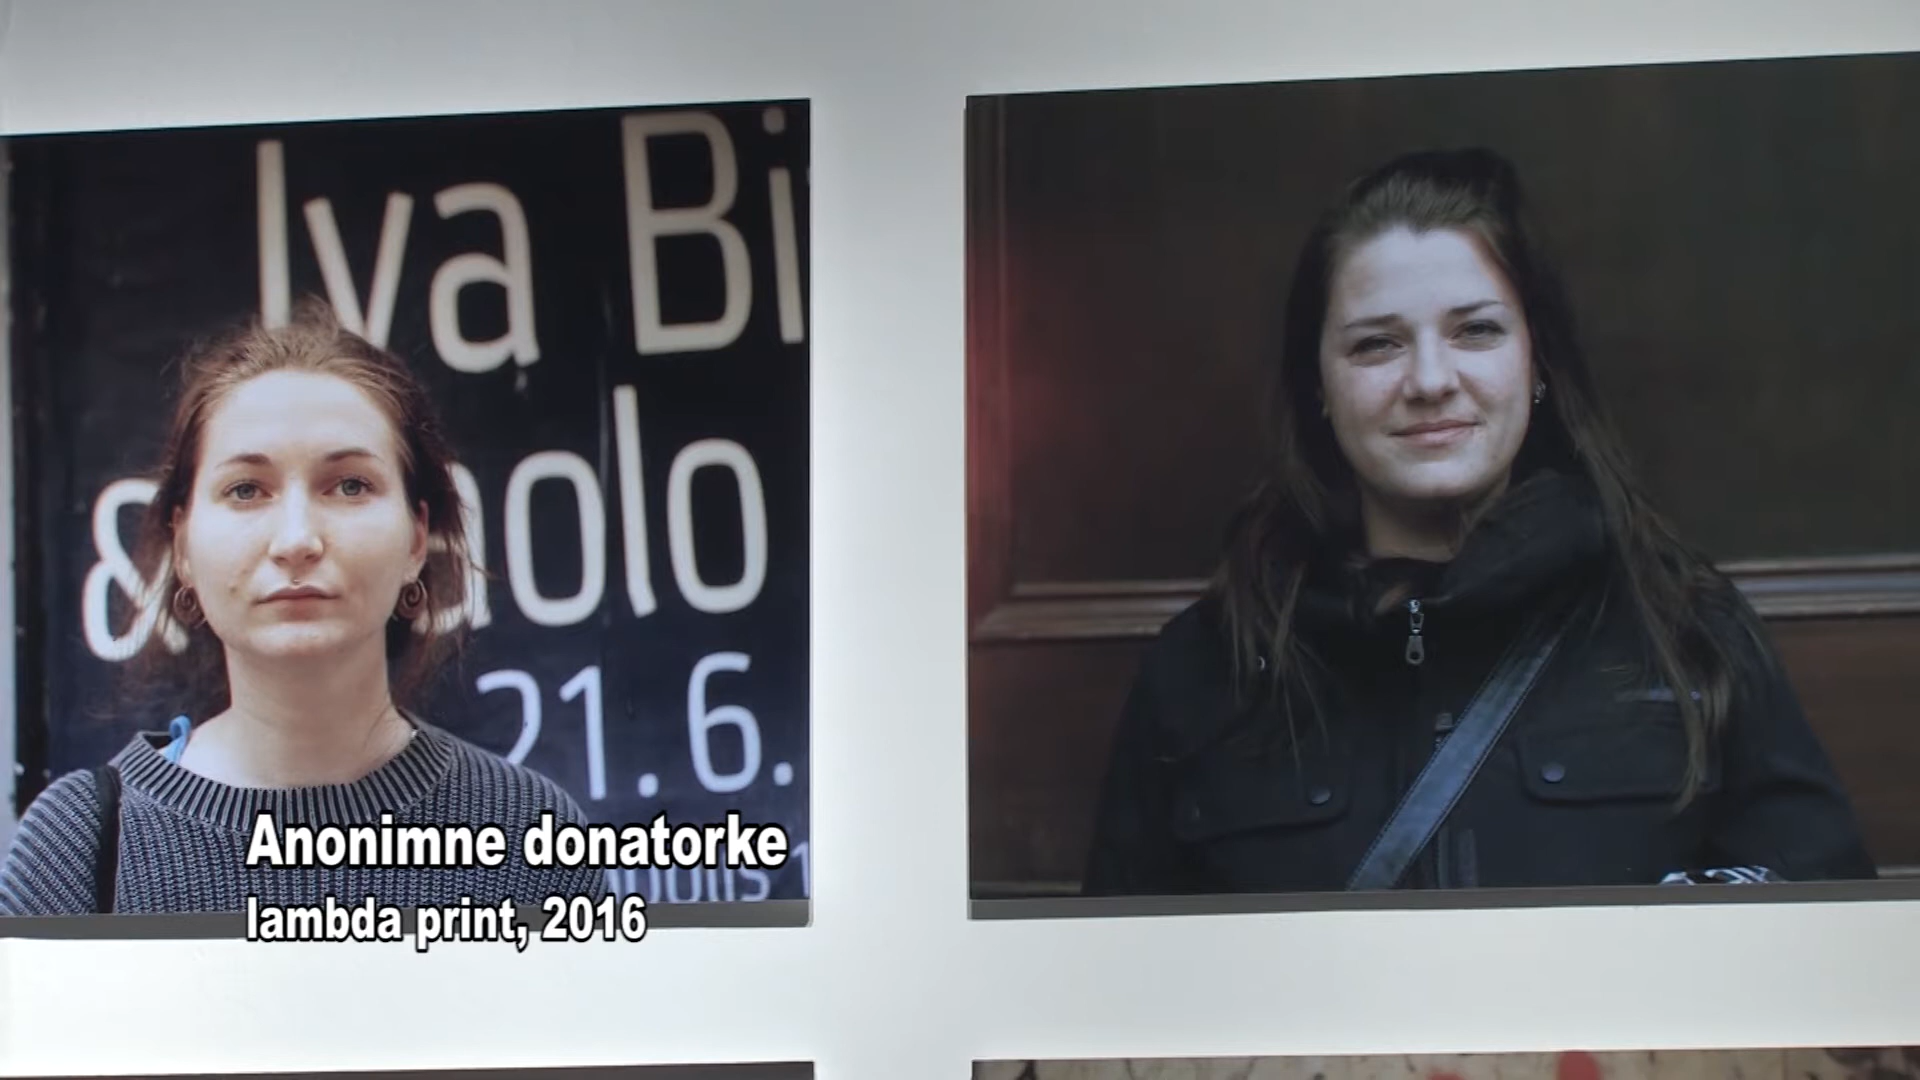 Iva Bi
& olo
21. 6.
Anonimne donatorke
lambda print, 2016